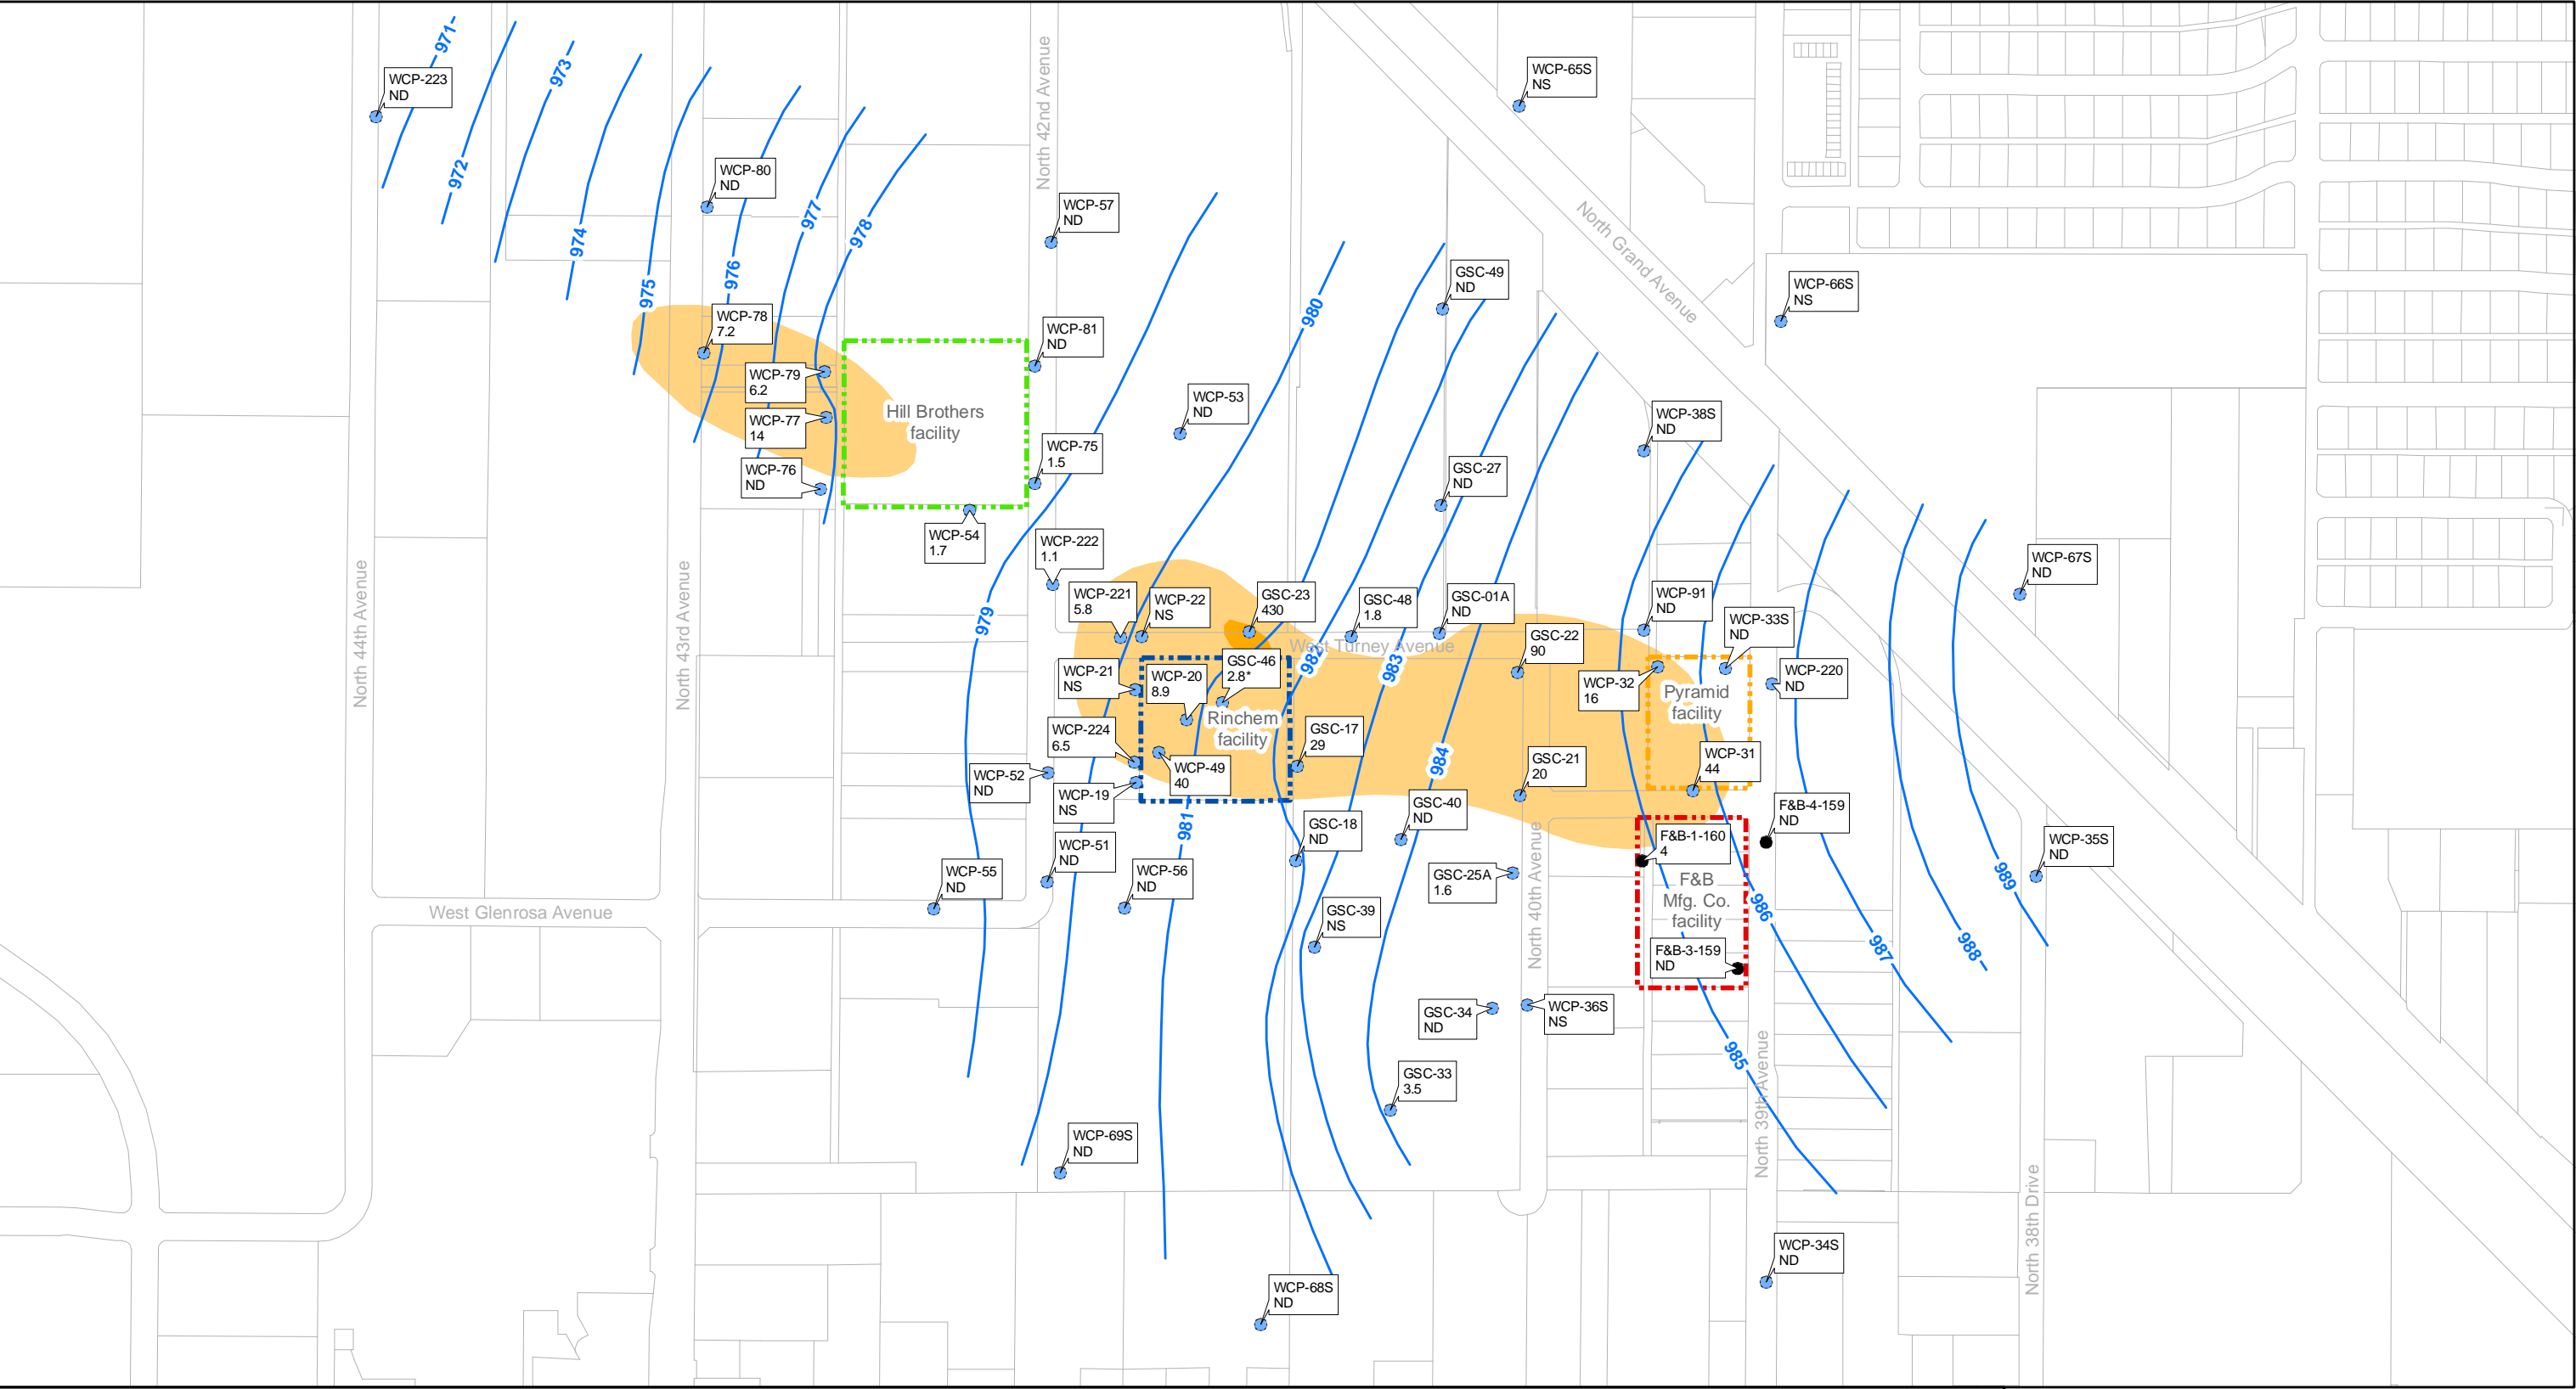 971
WCP-223
ND
973
972
974
975
WCP-80
ND
976
977
978
North 42nd Avenue
WCP-57
ND
WCP-65S
NS
North Grand Avenue
WCP-66S
NS
GSC-49
ND
980
WCP-78
7.2
WCP-79
6.2
WCP-77
14
WCP-76
ND
Hill Brothers
facility
WCP-81
ND
WCP-53
ND
WCP-75
1.5
WCP-54
1.7
WCP-222
1.1
WCP-38S
ND
GSC-27
ND
WCP-67S
ND
North 44th Avenue
North 43rd Avenue
979
WCP-221
5.8
WCP-22
NS
GSC-23
430
GSC-48
1.8
GSC-01A
ND
WCP-91
ND
WCP-33S
ND
West Turney Avenue
982
983
GSC-22
90
WCP-21
NS
WCP-20
8.9
GSC-46
2.8*
WCP-32
16
Pyramid
facility
WCP-220
ND
Rinchem
facility
WCP-224
6.5
GSC-17
29
984
WCP-52
ND
WCP-49
40
WCP-19
NS
GSC-21
20
WCP-31
44
981
GSC-18
ND
GSC-40
ND
F&B-4-159
ND
F&B-1-160
4
WCP-35S
ND
WCP-51
ND
WCP-55
ND
WCP-56
ND
GSC-25A
1.6
North 40th Avenue
F&B
Mfg. Co.
facility
986
989
West Glenrosa Avenue
GSC-39
NS
F&B-3-159
ND
987
988
GSC-34
ND
WCP-36S
NS
985
North 39th Avenue
GSC-33
3.5
WCP-69S
ND
North 38th Drive
WCP-34S
ND
WCP-68S
ND